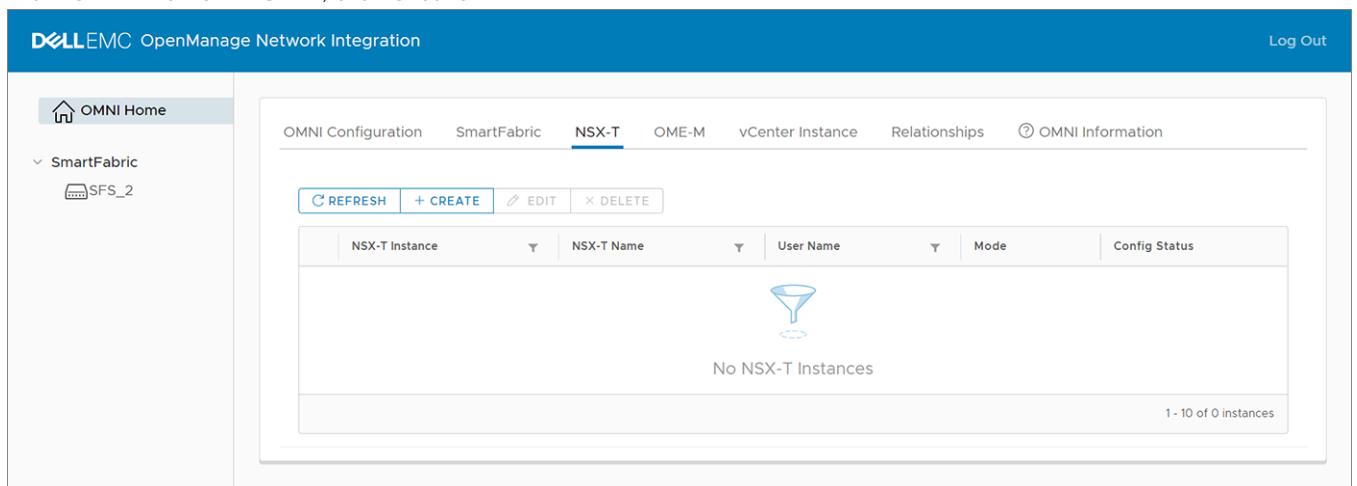 DELLEMC OpenManage Network Integration
Log Out
OMNI Home
SmartFabric
SFS_2
OMNI Configuration SmartFabric NSX-T OME-M vCenter Instance Relationships OMNI Information
REFRESH + CREATE EDIT × DELETE
NSX-T Instance NSX-T Name User Name Mode Config Status
No NSX-T Instances
1 - 10 of 0 instances